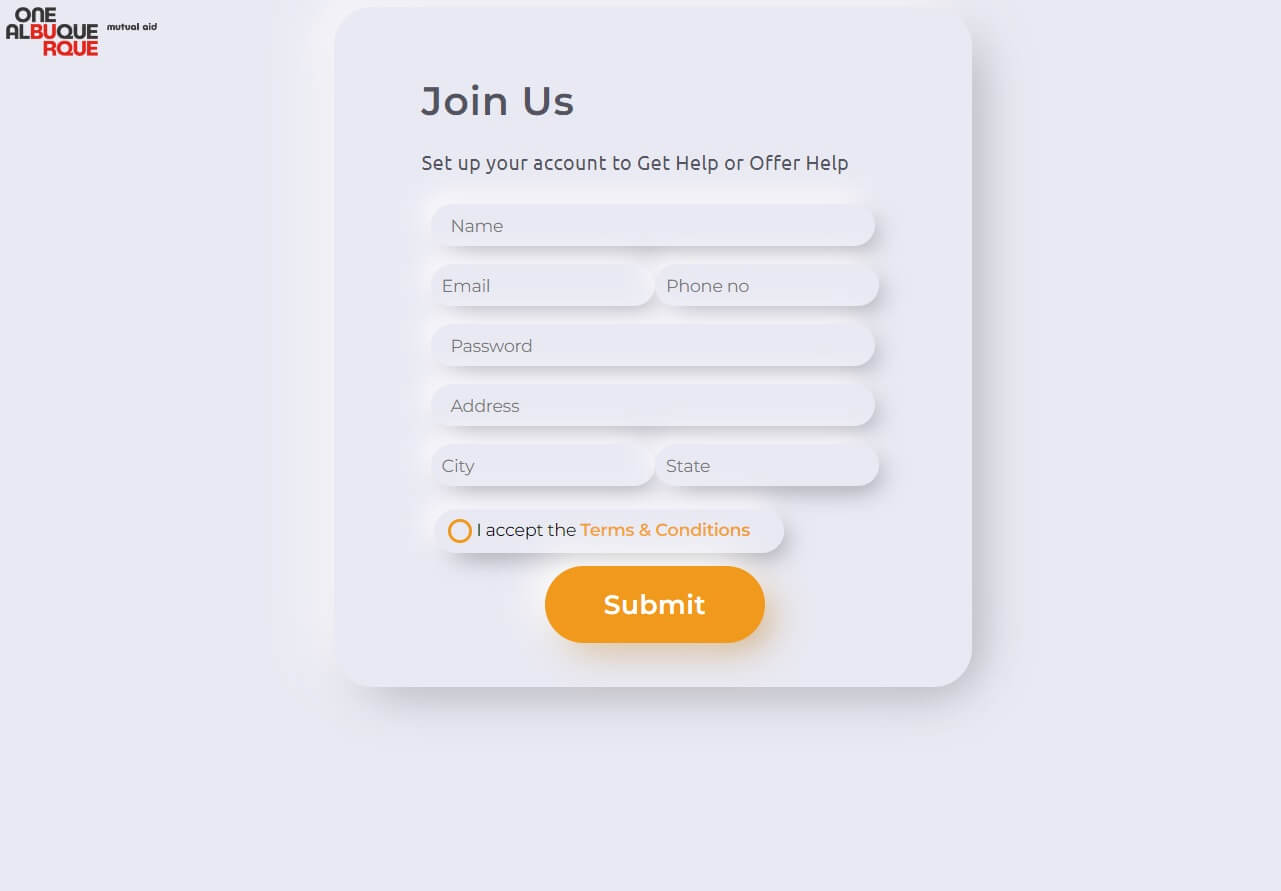 ONE
ALBUQUE
RQUE
mutual aid
Join Us
Set up your account to Get Help or Offer Help
Name
Email Phone no
Password
Address
City State
I accept the Terms & Conditions
Submit